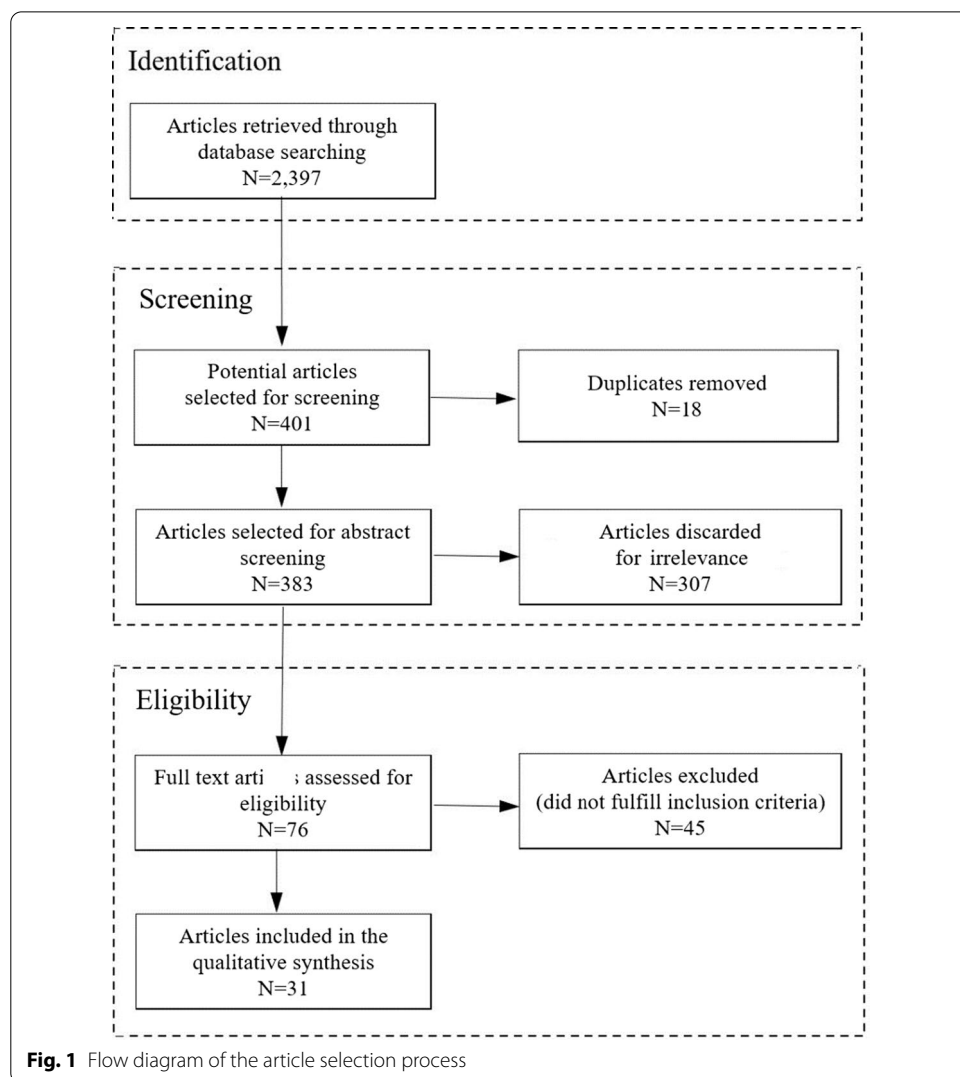 Identification
Articles retrieved through
database searching
N=2,397
Screening
Potential articles
selected for screening
N=401
Duplicates removed
N=18
Articles selected for abstract
screening
N=383
Articles discarded
for irrelevance
N=307
Eligibility
Full text arti s assessed for
eligibility
N=76
Articles excluded
(did not fulfill inclusion criteria)
N=45
Articles included in the
qualitative synthesis
N=31
Fig. 1 Flow diagram of the article selection process